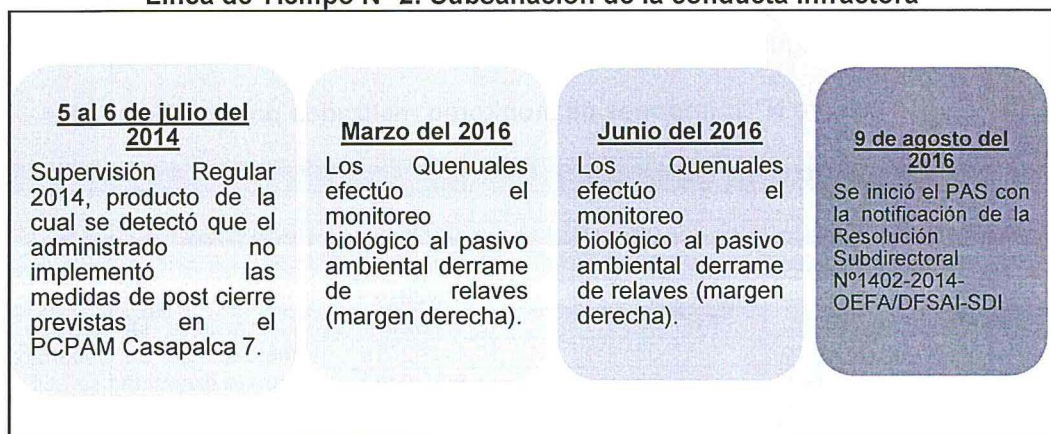 Línea de Tiempo Nº 2: Subsanación de la conducta infractora
5 al 6 de julio del
2014
Supervisión Regular
2014, producto de la
cual se detectó que el
administrado no
implementó las
medidas de post cierre
previstas en el
PCPAM Casapalca 7.
Marzo del 2016
Los Quenuales
efectúo el
monitoreo
biológico al pasivo
ambiental derrame
de relaves
(margen derecha).
Junio del 2016
Los Quenuales
efectúo el
monitoreo
biológico al pasivo
ambiental derrame
de relaves (margen
derecha).
9 de agosto del
2016
Se inició el PAS con
la notificación de la
Resolución
Subdirectoral
Nº1402-2014-
OEFA/DFSAI-SDI